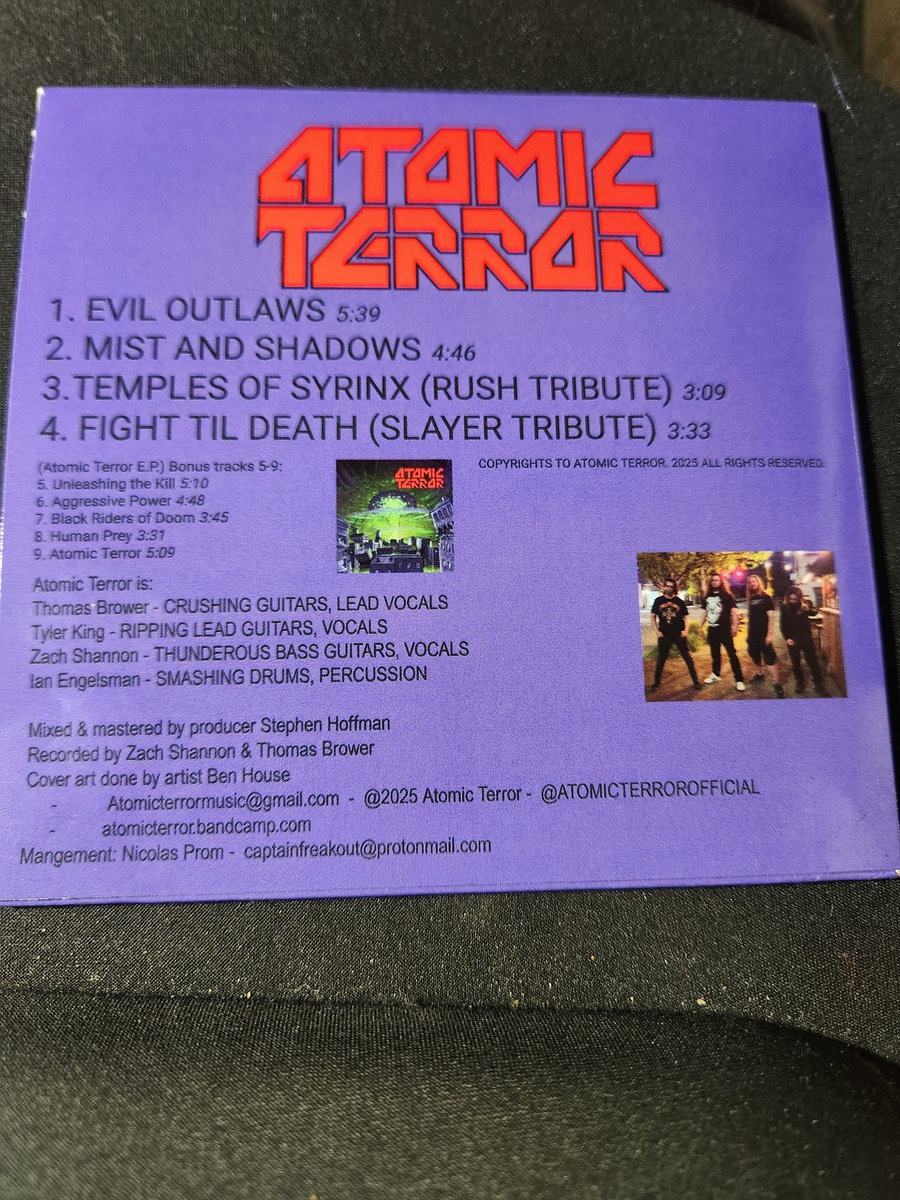 ATOMIC
TERROR
1. EVIL OUTLAWS 5:39
2. MIST AND SHADOWS 4:46
3.TEMPLES OF SYRINX (RUSH TRIBUTE) 3:09
4. FIGHT TIL DEATH (SLAYER TRIBUTE) 3:33
(Atomic Terror E.P.) Bonus tracks 5-9:
5. Unleashing the Kill 5:10
6. Aggressive Power 4:48
7. Black Riders of Doom 3:45
8. Human Prey 3:31
9. Atomic Terror 5:09
ATOMIC
TERROR
COPYRIGHTS TO ATOMIC TERROR. 2025 ALL RIGHTS RESERVED.
Atomic Terror is:
Thomas Brower - CRUSHING GUITARS, LEAD VOCALS
Tyler King - RIPPING LEAD GUITARS, VOCALS
Zach Shannon - THUNDEROUS BASS GUITARS, VOCALS
Ian Engelsman - SMASHING DRUMS, PERCUSSION
Mixed & mastered by producer Stephen Hoffman
Recorded by Zach Shannon & Thomas Brower
Cover art done by artist Ben House
- Atomicterrormusic@gmail.com - @2025 Atomic Terror - @ATOMICTERROROFFICIAL
- atomicterror.bandcamp.com
Mangement: Nicolas Prom - captainfreakout@protonmail.com